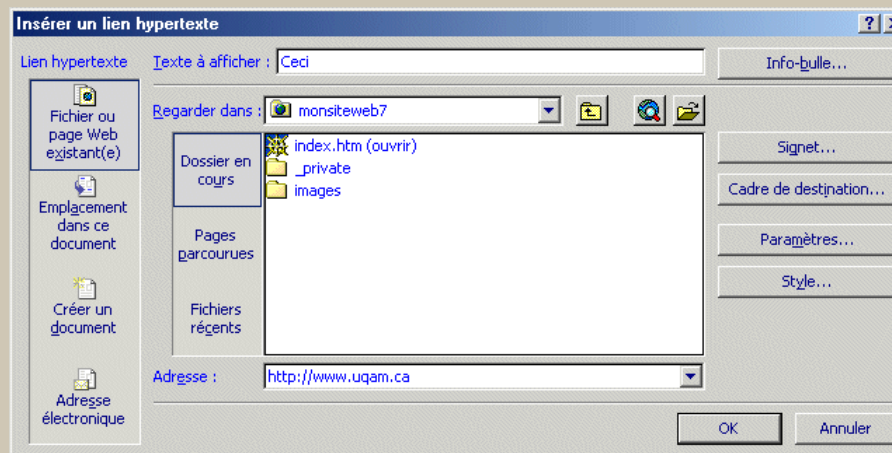 Insérer un lien hypertexte
Lien hypertexte
Texte à afficher : Ceci
Info-bulle...
Fichier ou
page Web
existant(e)
Regarder dans : monsiteweb7
Dossier en
cours
index.htm (ouvrir)
_private
images
Signet...
Emplacement
dans ce
document
Cadre de destination...
Pages
parcourues
Paramètres...
Style...
Créer un
document
Fichiers
récents
Adresse : http://www.uqam.ca
Adresse
électronique
OK
Annuler